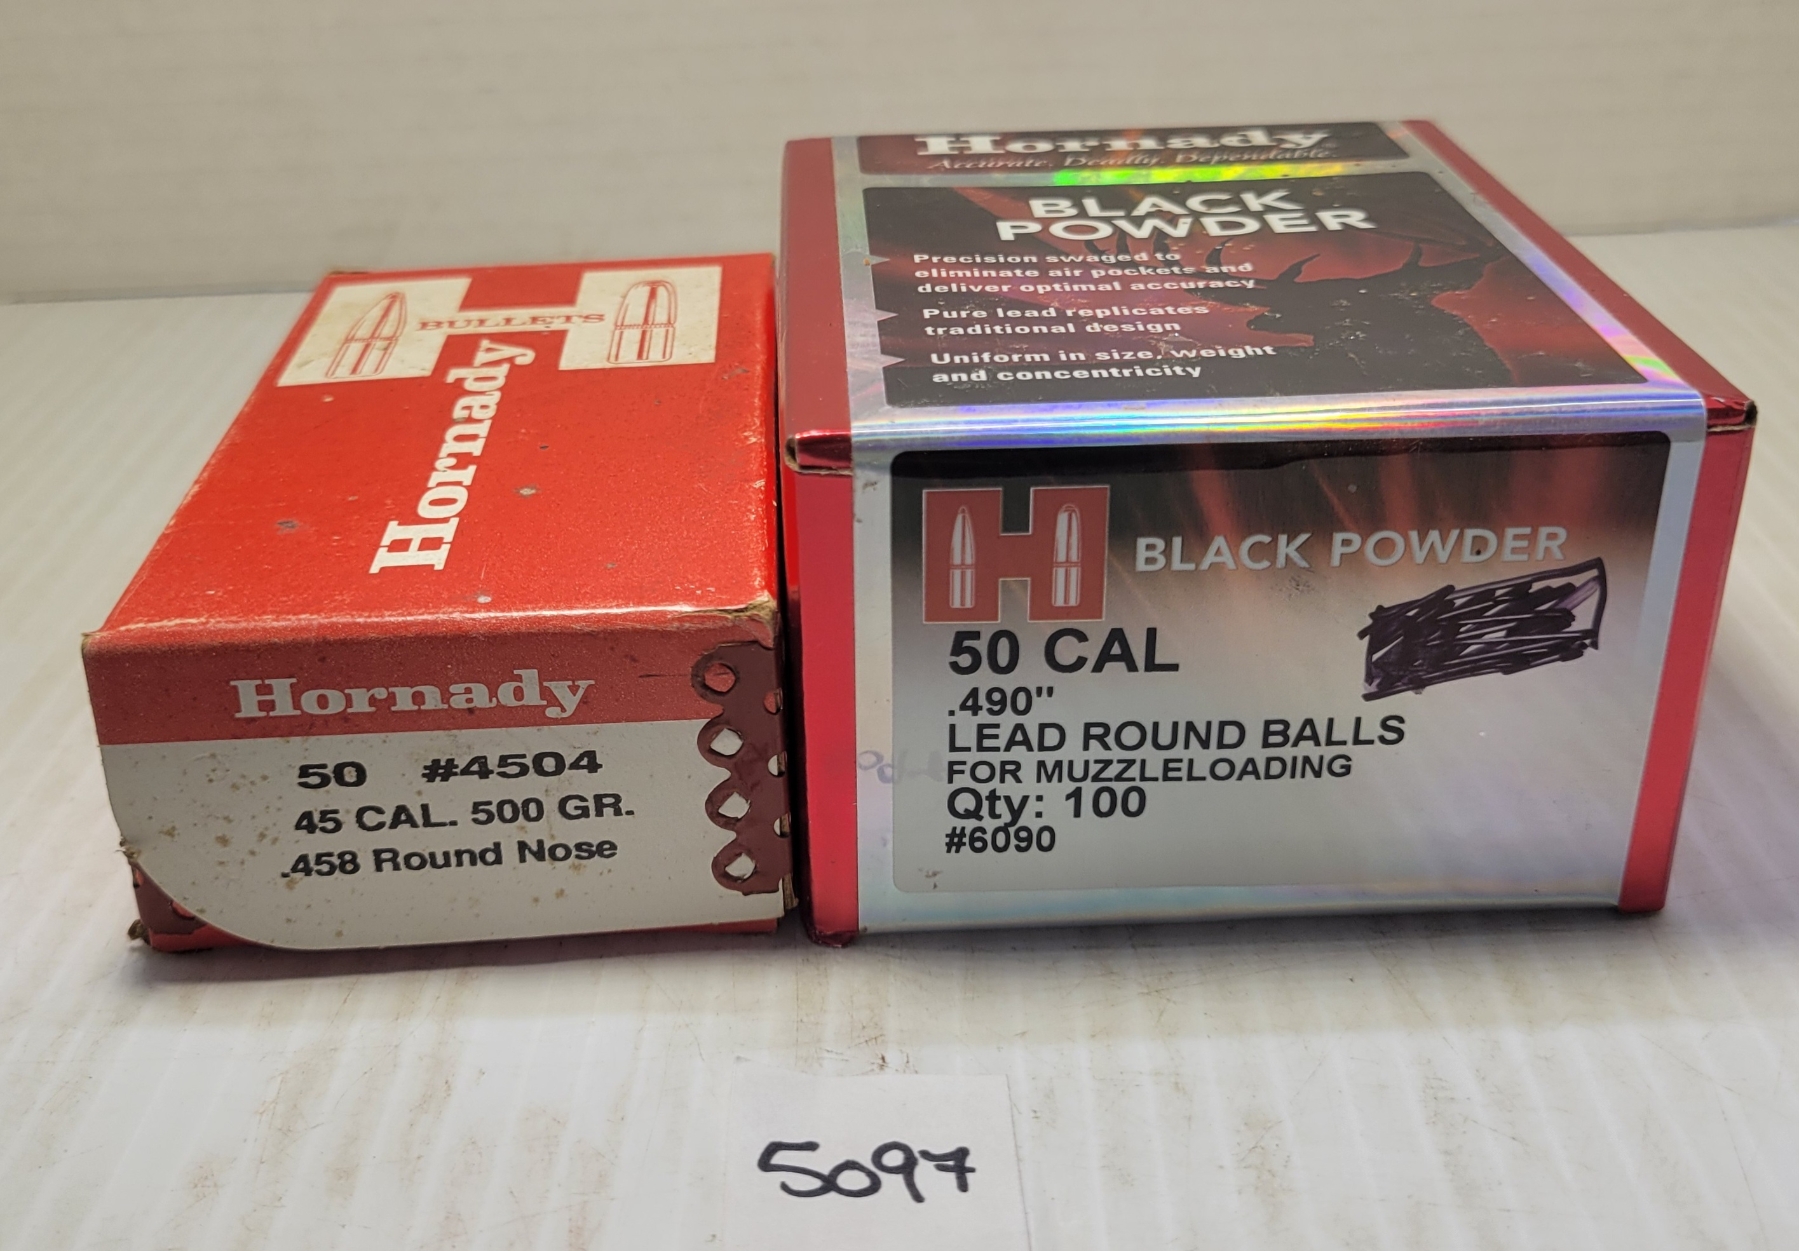 BULLETS
Hornady
Hornady
50 #4504
45 CAL. 500 GR.
.458 Round Nose
Hornady
Accurate. Deadly. Dependable.
BLACK
POWDER
Precision swaged to
eliminate air pockets and
deliver optimal accuracy
Pure lead replicates
traditional design
Uniform in size, weight
and concentricity
H BLACK POWDER
50 CAL
.490"
LEAD ROUND BALLS
FOR MUZZLELOADING
Qty: 100
#6090
5097